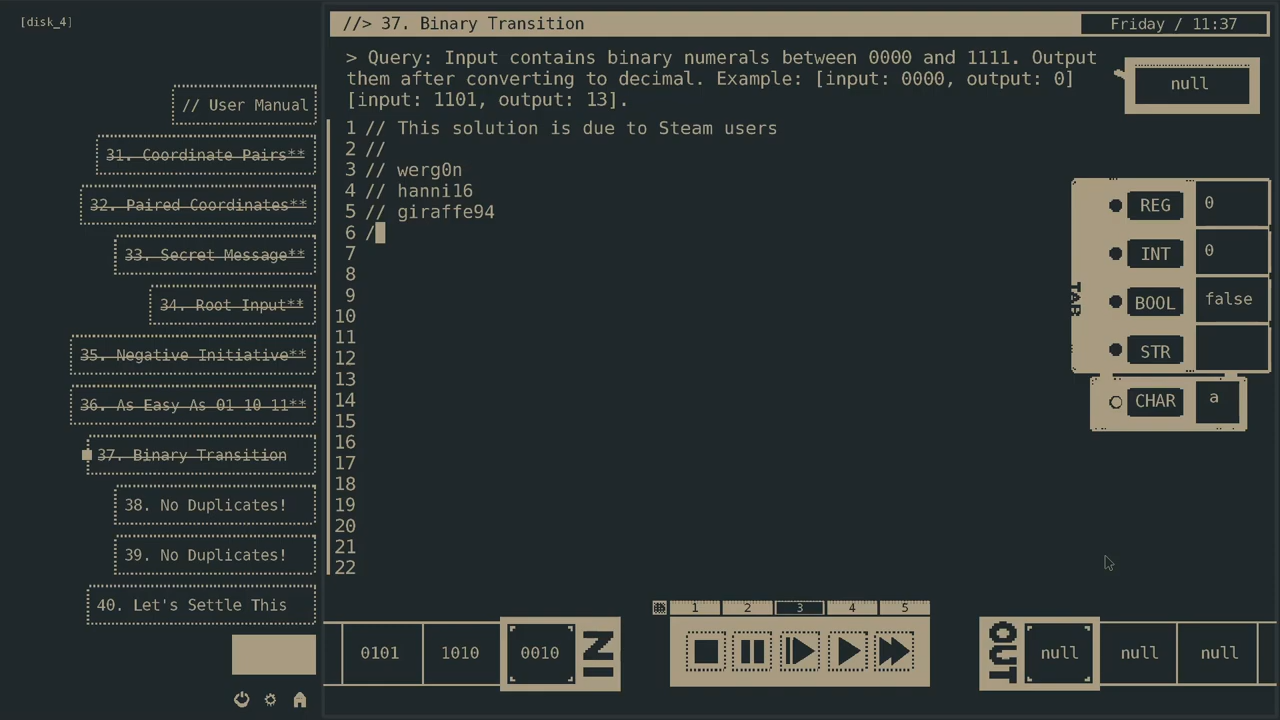 [disk_4]
//> 37. Binary Transition
Friday / 11:37
> Query: Input contains binary numerals between 0000 and 1111. Output
them after converting to decimal. Example: [input: 0000, output: 0]
[input: 1101, output: 13].
null
// User Manual
31. Coordinate Pairs**
32. Paired Coordinates**
33. Secret Message**
34. Root Input**
35. Negative Initiative**
36. As Easy As 01 10 11**
37. Binary Transition
38. No Duplicates!
39. No Duplicates!
40. Let's Settle This
1 // This solution is due to Steam users
2 //
3 // werg0n
4 // hanni16
5 // giraffe94
6 /
7
8
9
10
11
12
13
14
15
16
17
18
19
20
21
22
REG 0
INT 0
BOOL false
STR
CHAR a
1 2 3 4 5
0101 1010 0010 IN
OUT null null null